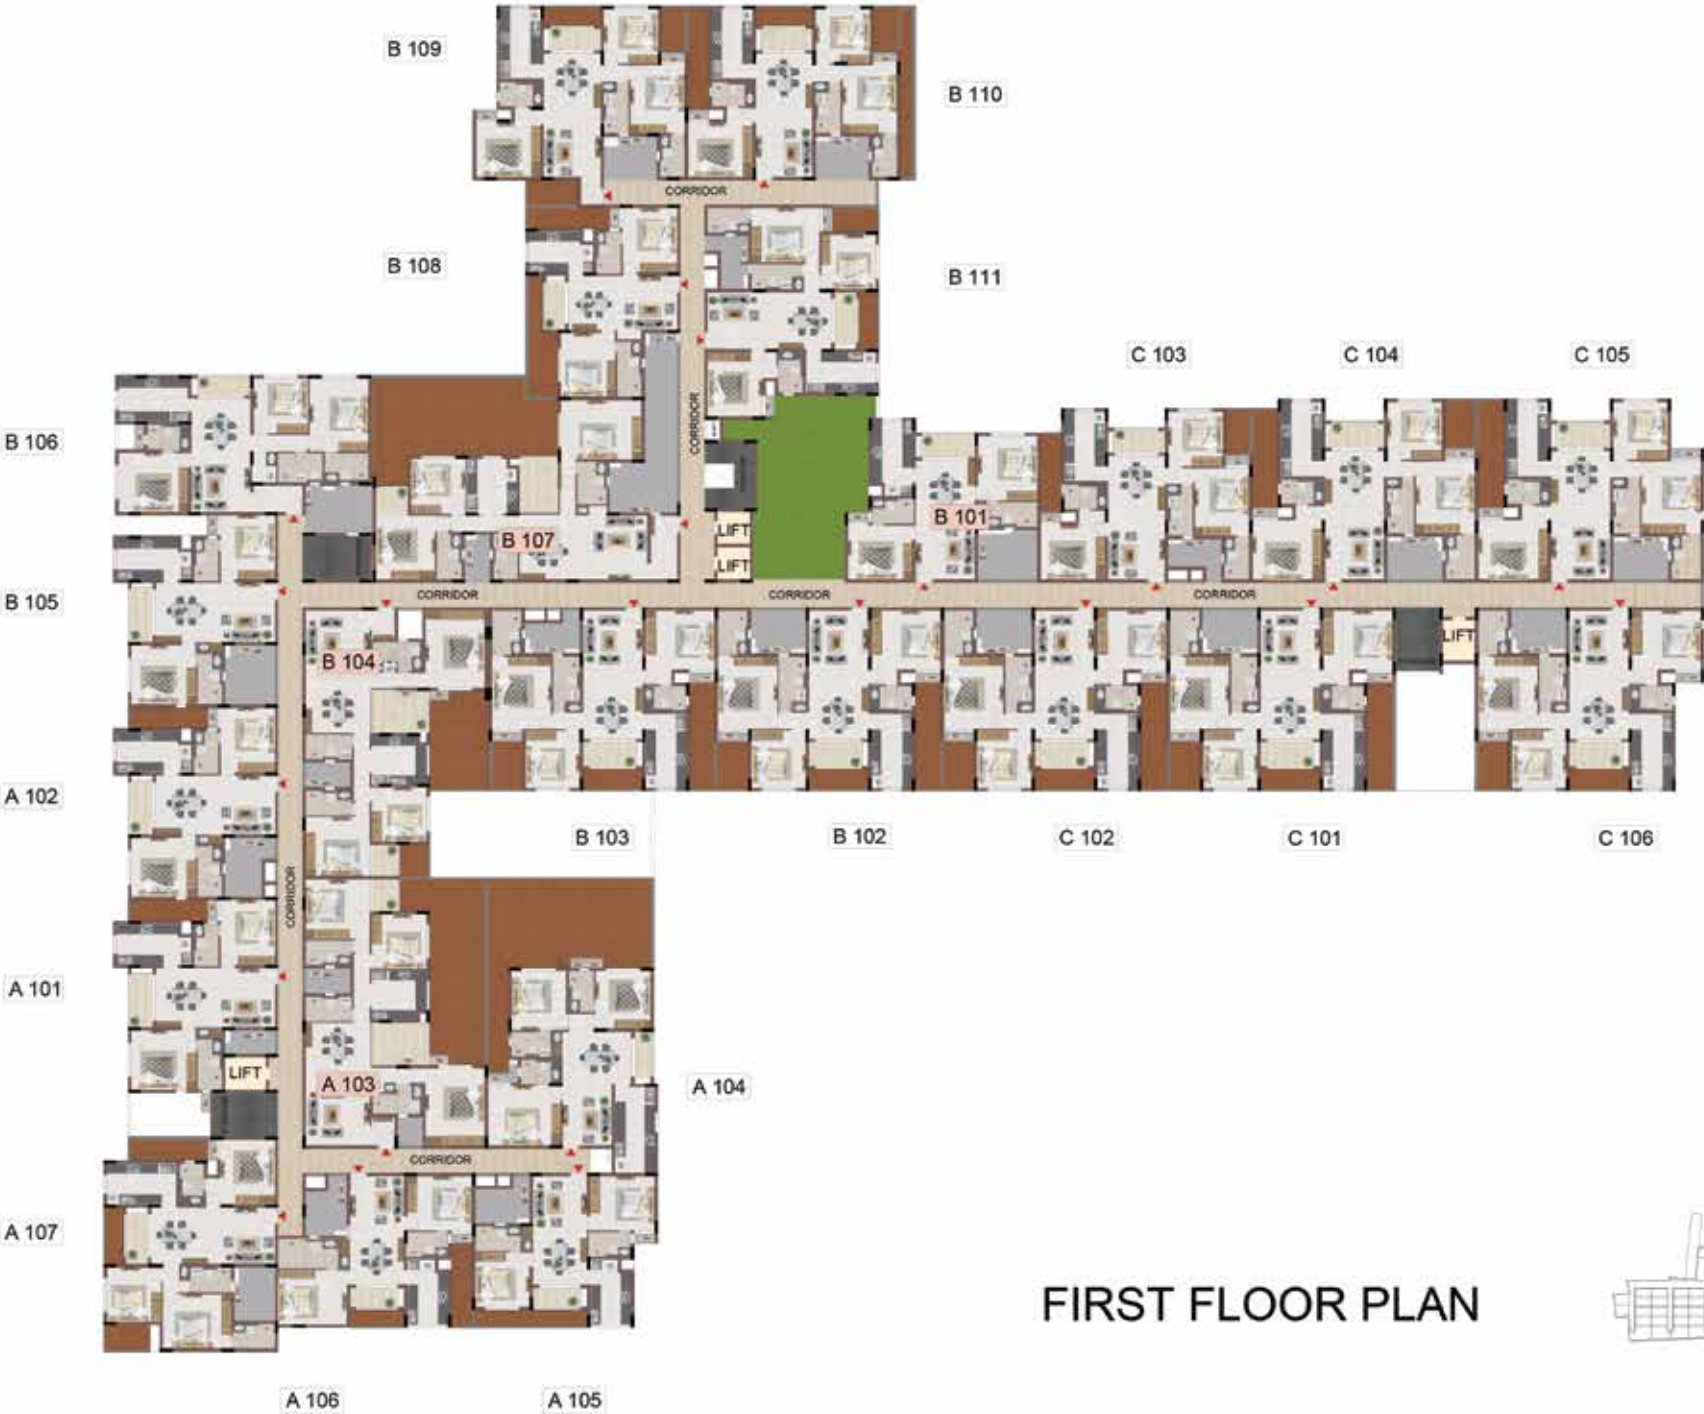 B 109
B 110
CORRIDOR
B 108
B 111
C 103
C 104
C 105
CORRIDOR
B 106
B 101
LIFT
B 107
LIFT
B 105
CORRIDOR
CORRIDOR
CORRIDOR
LIFT
B 104
A 102
B 103
B 102
C 102
C 101
C 106
CORRIDOR
A 101
LIFT
A 103
A 104
CORRIDOR
A 107
FIRST FLOOR PLAN
A 106
A 105